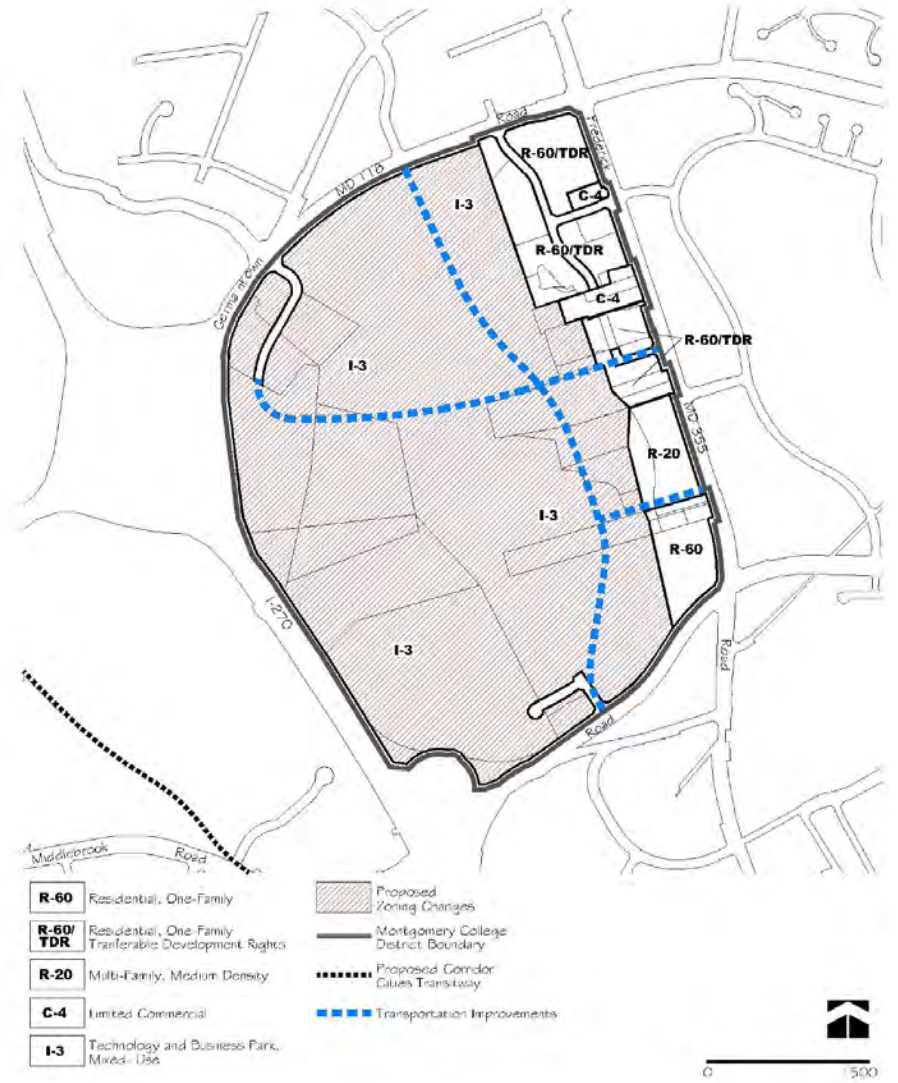 Road
Frederick
R-60/TDR
MD 118
C-4
I-3
R-60/TDR
Germantown
C-4
R-60/TDR
I-3
MD 355
R-20
I-3
R-60
I-270
I-3
Road
Road
Middlebrook Road
R-60 Residential, One-Family
R-60/
TDR
Residential, One-Family
Tranferable Development Rights
R-20 Multi-Family, Medium Density
C-4 Limited Commercial
I-3 Technology and Business Park,
Mixed- Use
Proposed
Zoning Changes
Montgomery College
District Boundary
Proposed Corridor
Cities Transitway
Transportation Improvements
0 1500